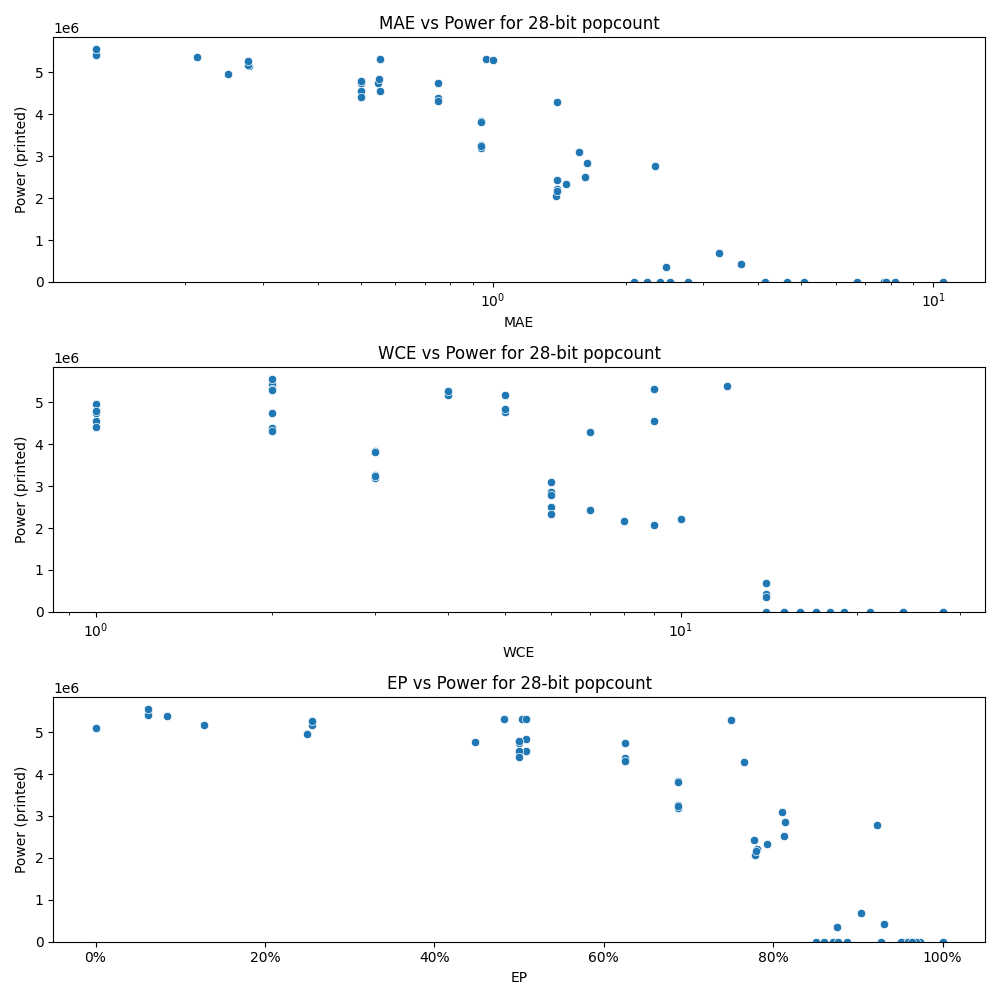 MAE vs Power for 28-bit popcount
1e6
5
4
3
2
1
0
Power (printed)
10⁰
10¹
MAE
WCE vs Power for 28-bit popcount
1e6
5
4
3
2
1
0
Power (printed)
10⁰
10¹
WCE
EP vs Power for 28-bit popcount
1e6
5
4
3
2
1
0
Power (printed)
0%
20%
40%
60%
80%
100%
EP